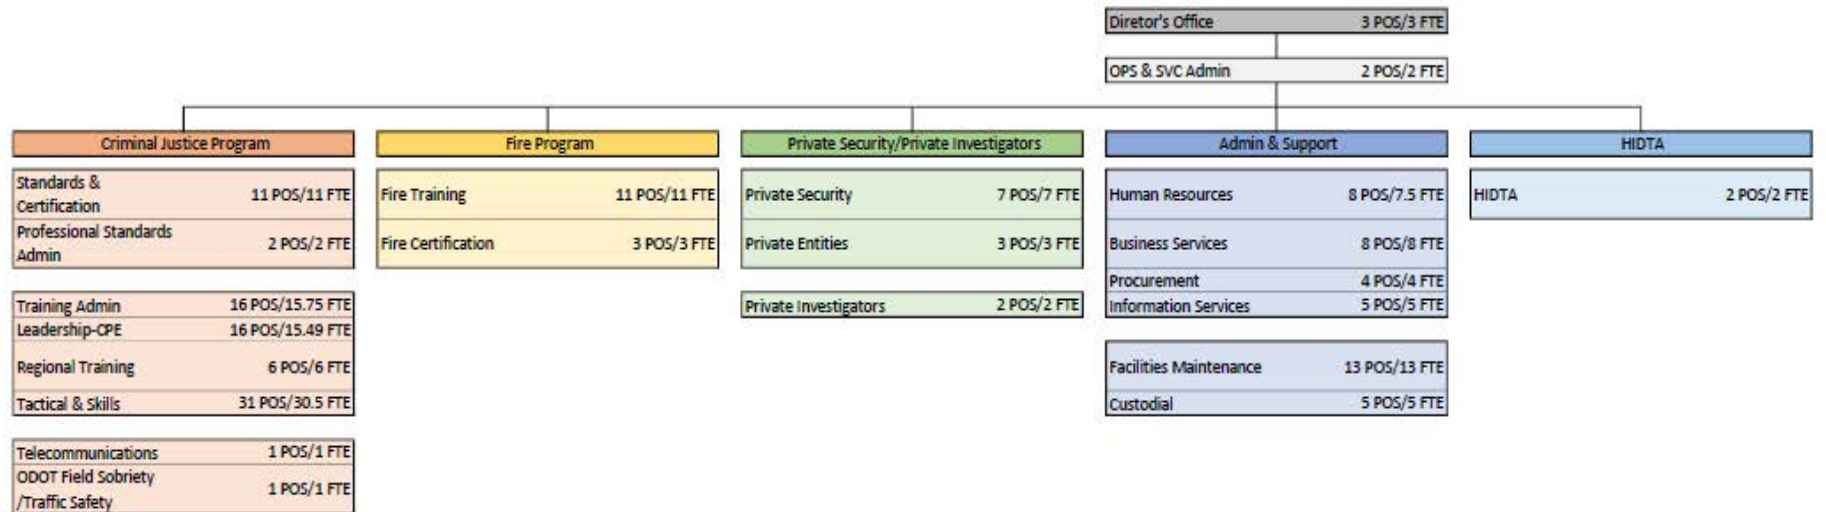 Diretor's Office 3 POS/3 FTE
OPS & SVC Admin 2 POS/2 FTE
Criminal Justice Program
Standards &
Certification 11 POS/11 FTE
Professional Standards
Admin 2 POS/2 FTE
Training Admin 16 POS/15.75 FTE
Leadership-CPE 16 POS/15.49 FTE
Regional Training 6 POS/6 FTE
Tactical & Skills 31 POS/30.5 FTE
Telecommunications 1 POS/1 FTE
ODOT Field Sobriety
/Traffic Safety 1 POS/1 FTE
Fire Program
Fire Training 11 POS/11 FTE
Fire Certification 3 POS/3 FTE
Private Security/Private Investigators
Private Security 7 POS/7 FTE
Private Entities 3 POS/3 FTE
Private Investigators 2 POS/2 FTE
Admin & Support
Human Resources 8 POS/7.5 FTE
Business Services 8 POS/8 FTE
Procurement 4 POS/4 FTE
Information Services 5 POS/5 FTE
Facilities Maintenance 13 POS/13 FTE
Custodial 5 POS/5 FTE
HIDTA
HIDTA 2 POS/2 FTE